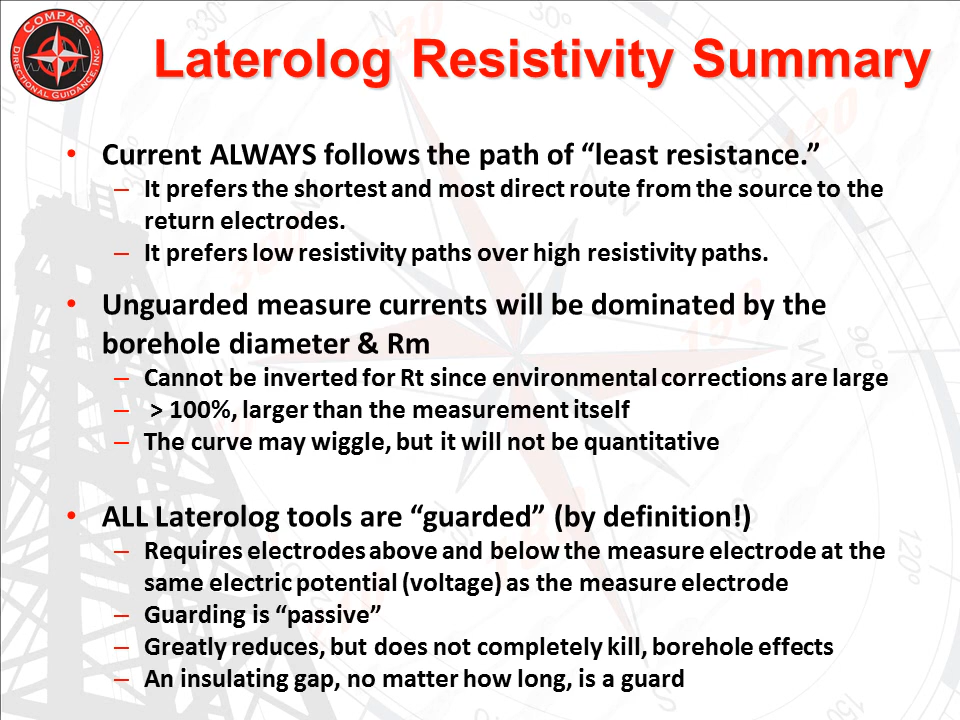 COMPASS
DIRECTIONAL GUIDANCE, INC.
Laterolog Resistivity Summary
• Current ALWAYS follows the path of “least resistance.”
– It prefers the shortest and most direct route from the source to the
return electrodes.
– It prefers low resistivity paths over high resistivity paths.
• Unguarded measure currents will be dominated by the
borehole diameter & Rm
– Cannot be inverted for Rt since environmental corrections are large
– > 100%, larger than the measurement itself
– The curve may wiggle, but it will not be quantitative
• ALL Laterolog tools are “guarded” (by definition!)
– Requires electrodes above and below the measure electrode at the
same electric potential (voltage) as the measure electrode
– Guarding is “passive”
– Greatly reduces, but does not completely kill, borehole effects
– An insulating gap, no matter how long, is a guard
30°
330°
90°
120°